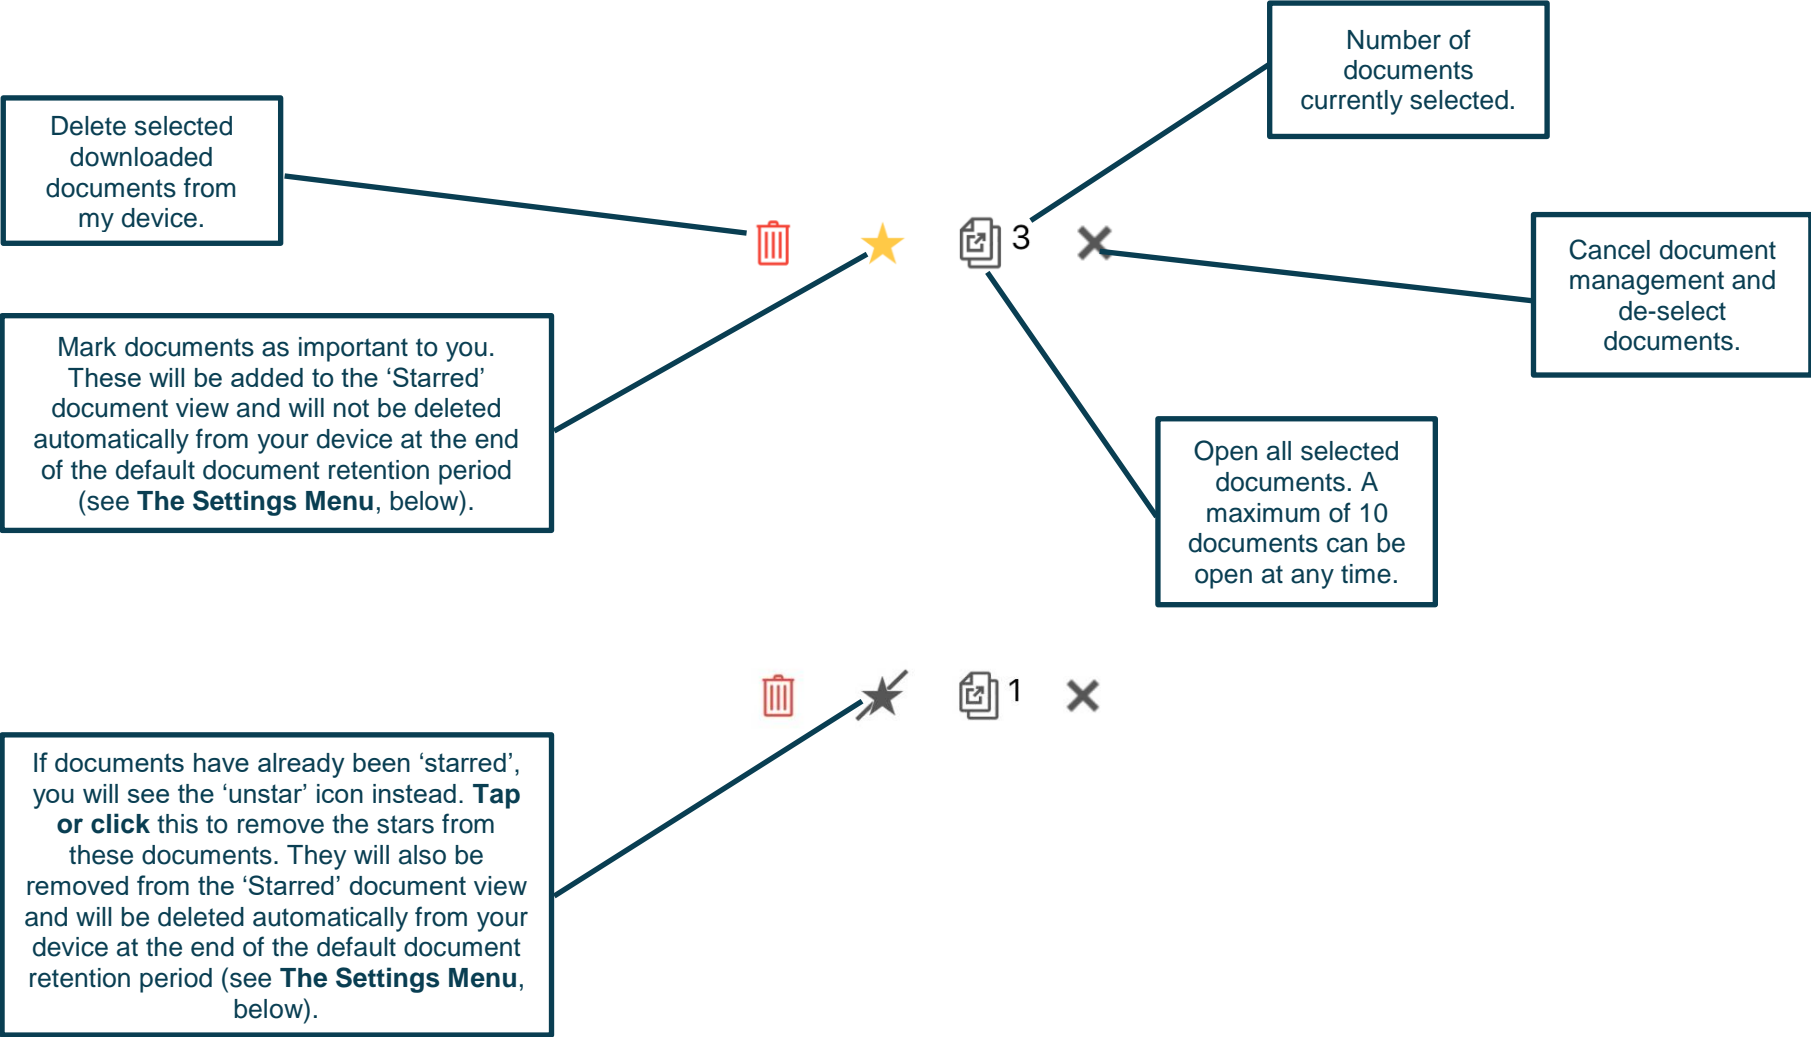 Number of
documents
currently selected.
Delete selected
downloaded
documents from
my device.
3
Cancel document
management and
de-select
documents.
Mark documents as important to you.
These will be added to the ‘Starred’
document view and will not be deleted
automatically from your device at the end
of the default document retention period
(see The Settings Menu, below).
Open all selected
documents. A
maximum of 10
documents can be
open at any time.
1
If documents have already been ‘starred’,
you will see the ‘unstar’ icon instead. Tap
or click this to remove the stars from
these documents. They will also be
removed from the ‘Starred’ document view
and will be deleted automatically from your
device at the end of the default document
retention period (see The Settings Menu,
below).